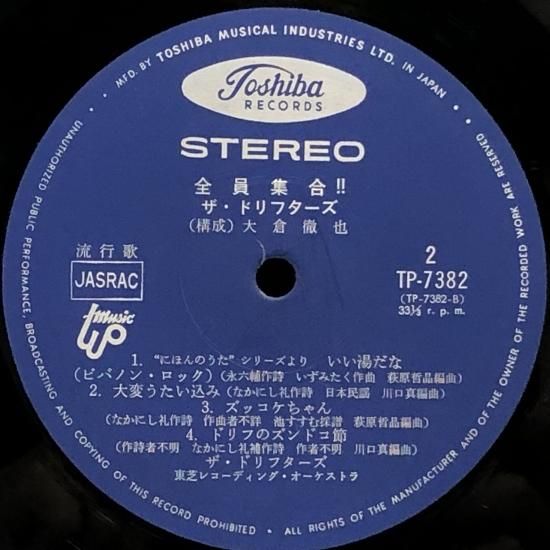 MFD. BY TOSHIBA MUSICAL INDUSTRIES LTD. IN JAPAN
Toshiba
RECORDS
STEREO
全員集合!!
ザ・ドリフターズ
(構成) 大倉徹也
流行歌
JASRAC
music
2
TP-7382
(TP-7382-B)
33⅓ r.p.m.
1. “にほんのうた” シリーズより いい湯だな
(ビバノン・ロック) (永六輔作詩 いずみたく作曲 萩原哲晶編曲)
2. 大変うたい込み (なかにし礼作詩 日本民謡 川口真編曲)
3. ズッコケちゃん
(なかにし礼作詩 作曲者不詳 池すすむ採譜 萩原哲晶編曲)
4. ドリフのズンドコ節
(作詩者不明 なかにし礼補作詩 作者不明 川口真編曲)
ザ・ドリフターズ
東芝レコーディング・オーケストラ
UNAUTHORIZED PUBLIC PERFORMANCE, BROADCASTING AND COPYING OF THIS RECORD PROHIBITED • ALL RIGHTS OF THE MANUFACTURER AND OF THE OWNER OF THE RECORDED WORK ARE RESERVED